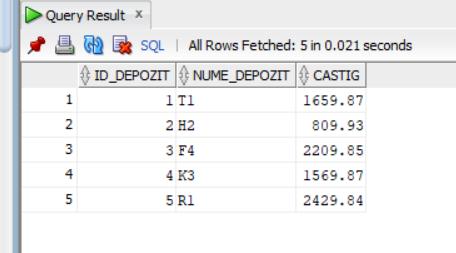 Query Result x
SQL | All Rows Fetched: 5 in 0.021 seconds
ID_DEPOZIT NUME_DEPOZIT CASTIG
1 1 T1 1659.87
2 2 H2 809.93
3 3 F4 2209.85
4 4 K3 1569.87
5 5 R1 2429.84